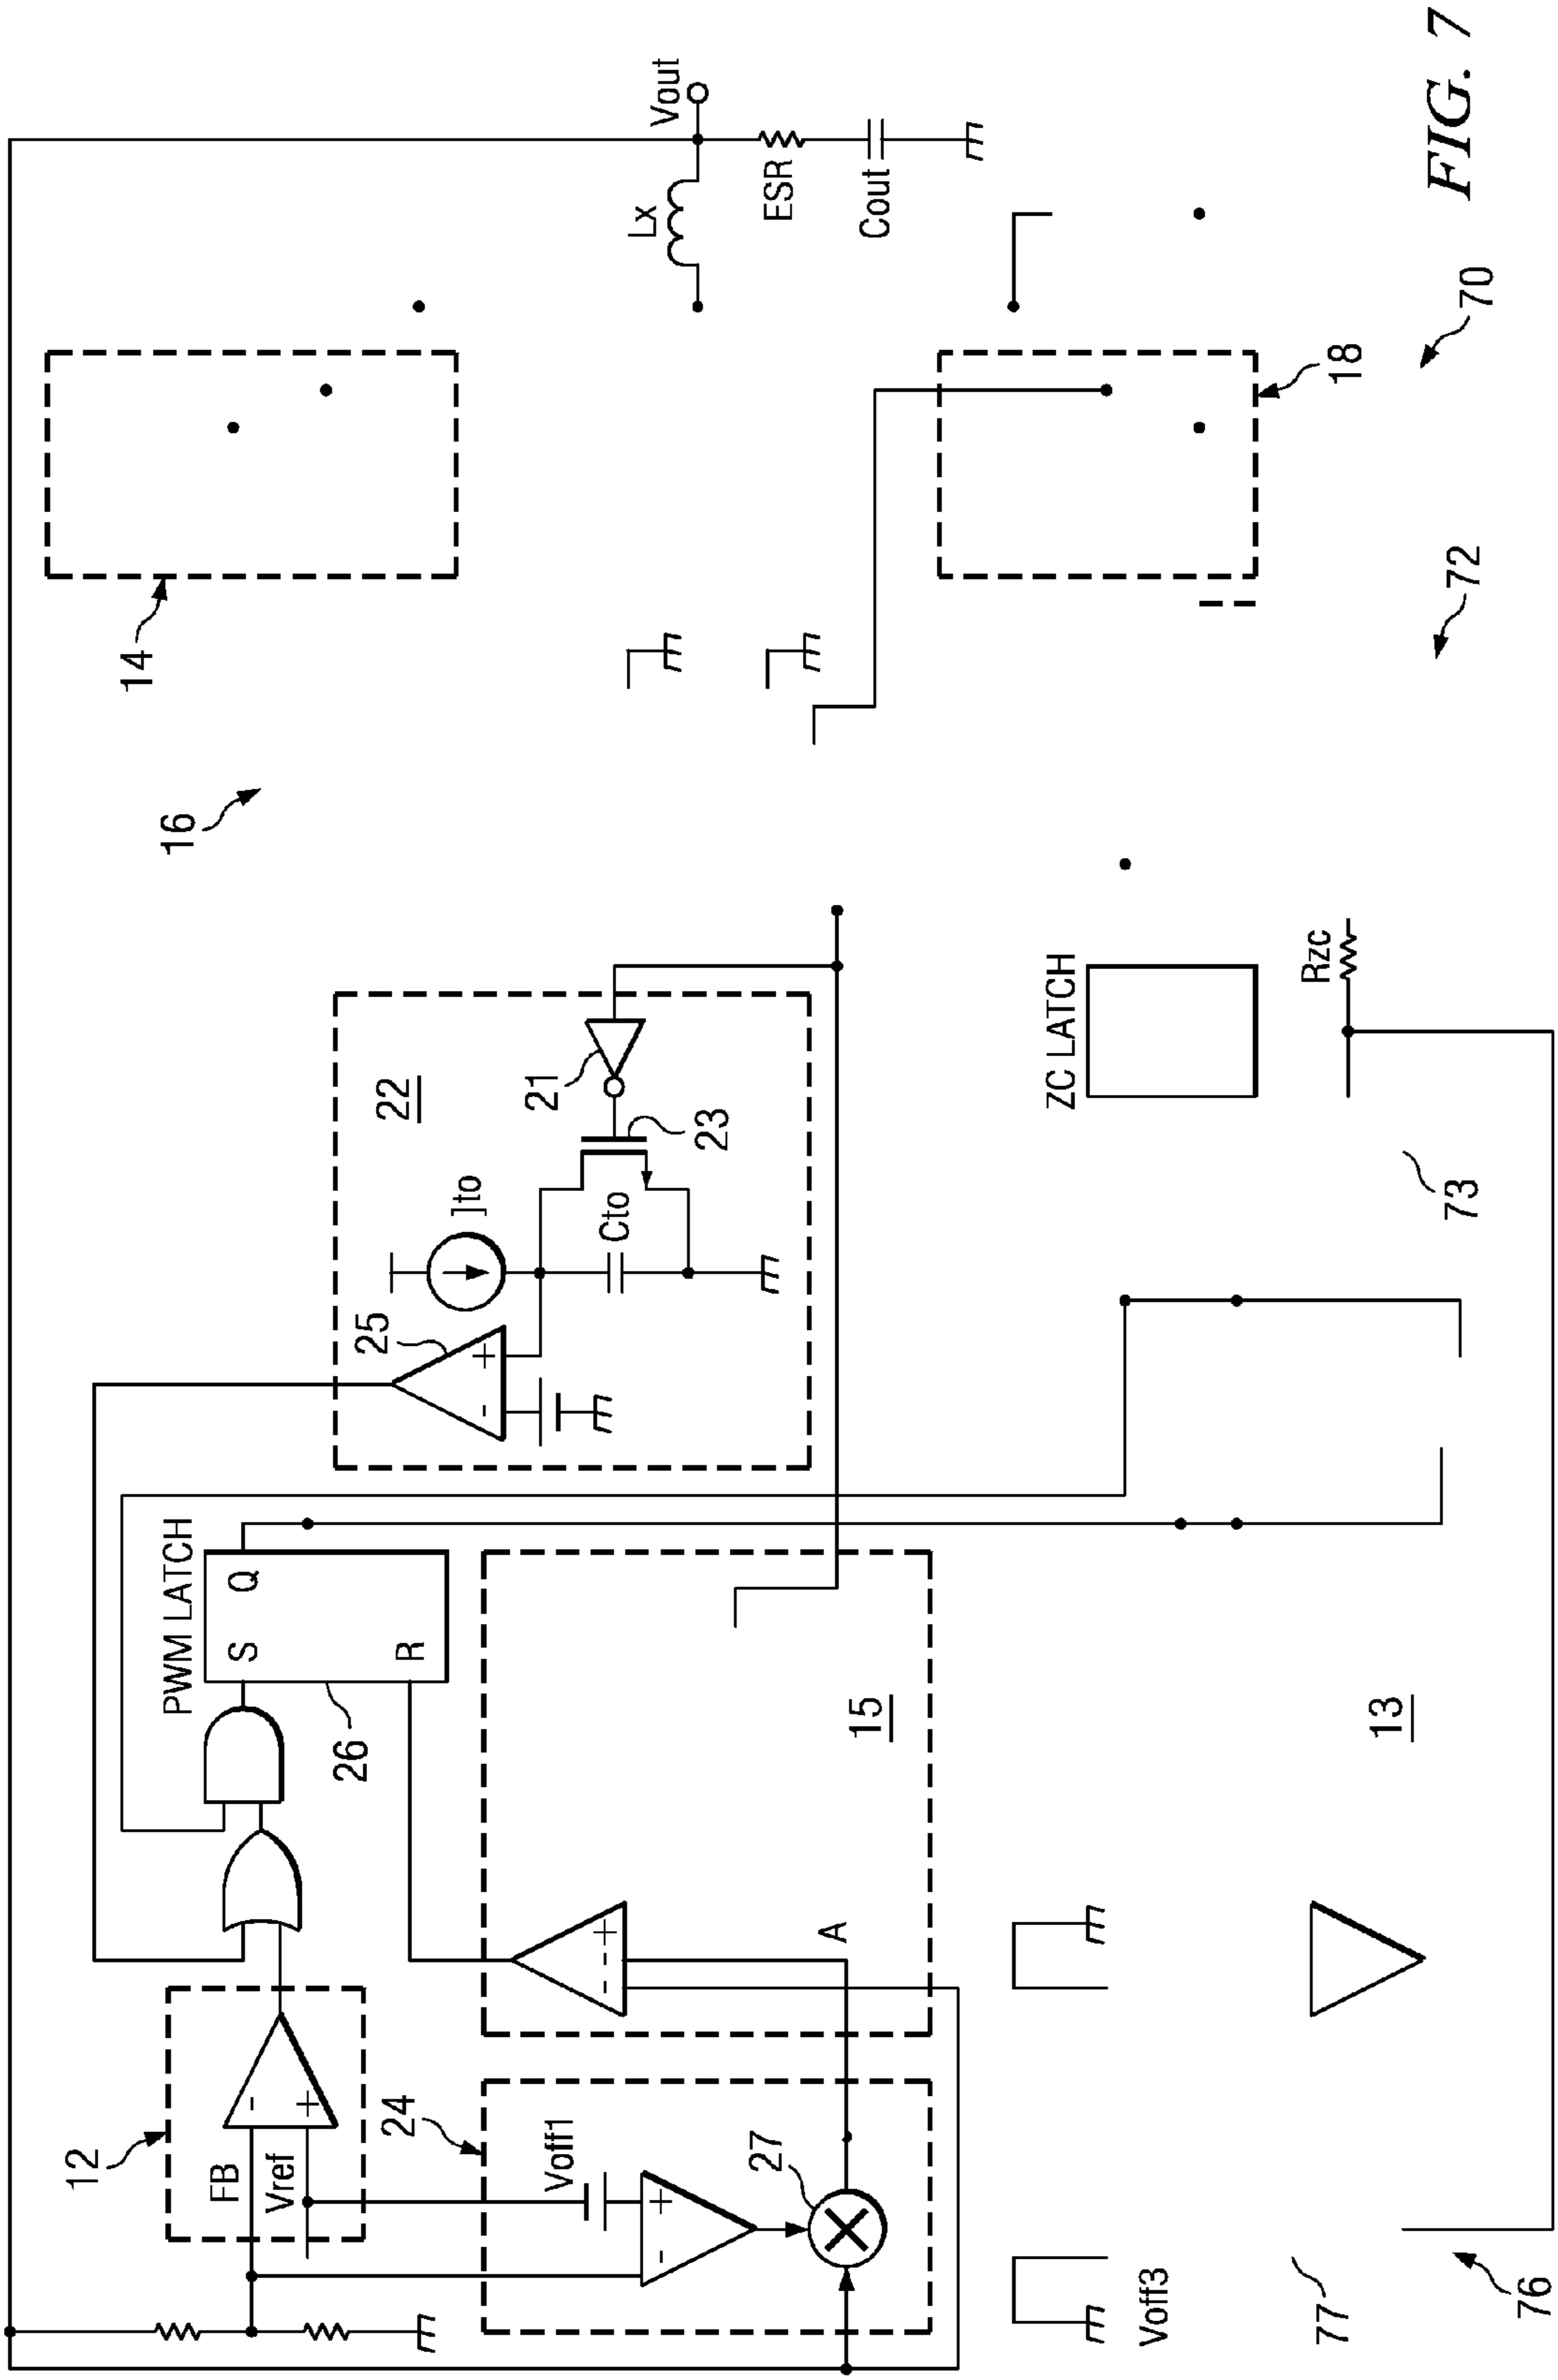 12
FB
Vref
24
Voff1
27
-
+
-
+
PWM LATCH
S
Q
R
26
-
-
+
A
15
25
-
+
]to
Cto
22
21
23
16
14
Lx
Vout
ESR
Cout
18
ZC LATCH
Rzc
73
13
Voff3
77
76
72
70
FIG. 7